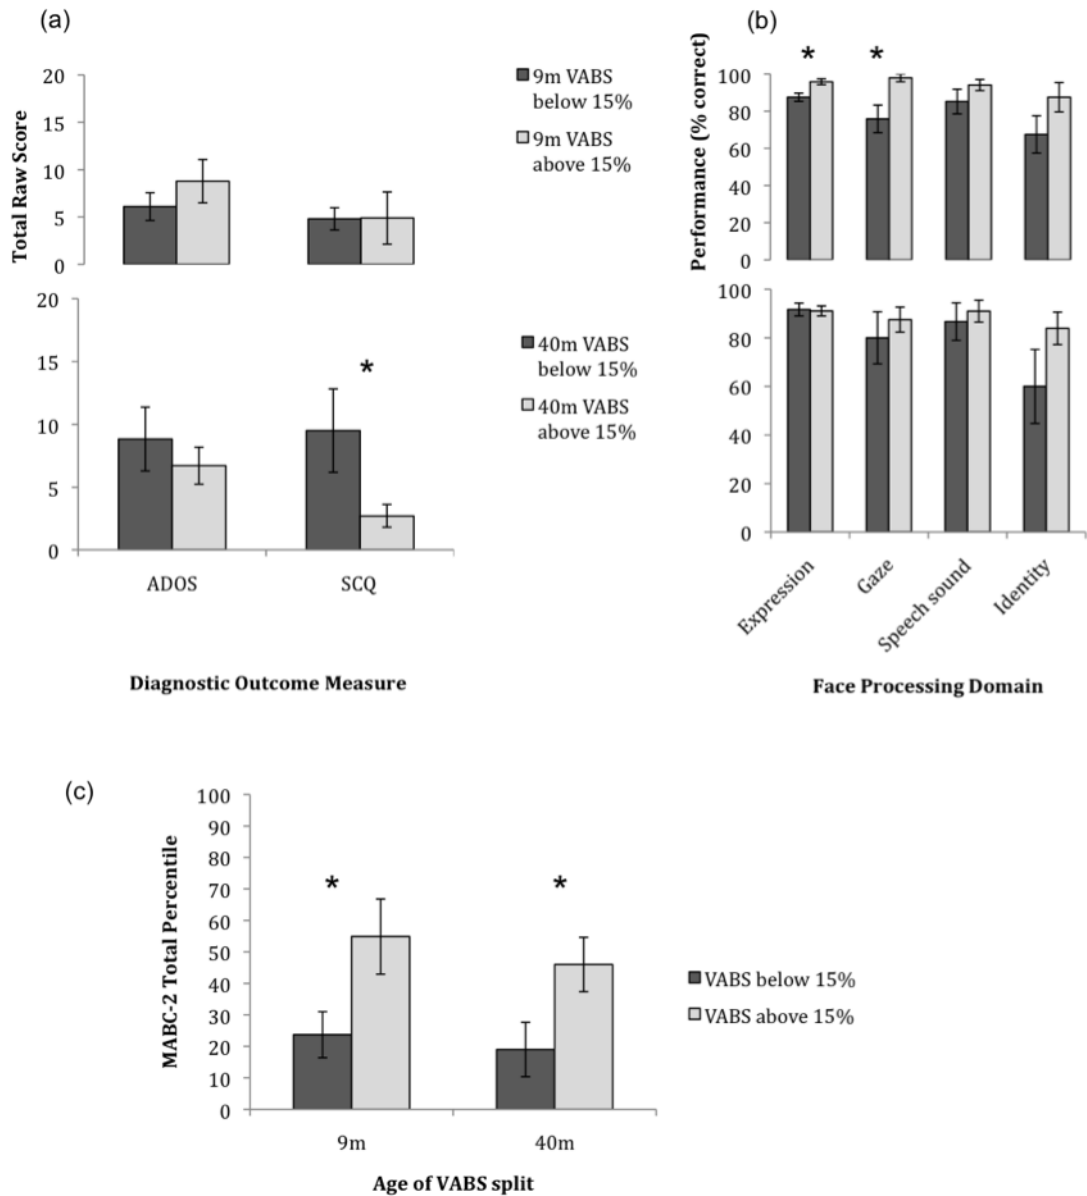 (a)
Total Raw Score
20
15
10
5
0
9m VABS
below 15%
9m VABS
above 15%
20
15
10
5
0
*
40m VABS
below 15%
40m VABS
above 15%
ADOS
SCQ
Diagnostic Outcome Measure
(b)
Performance (% correct)
* *
100
80
60
40
20
0
100
80
60
40
20
0
Expression
Gaze
Speech sound
Identity
Face Processing Domain
(c)
MABC-2 Total Percentile
100
90
80
70
60
50
40
30
20
10
0
* *
VABS below 15%
VABS above 15%
9m
40m
Age of VABS split